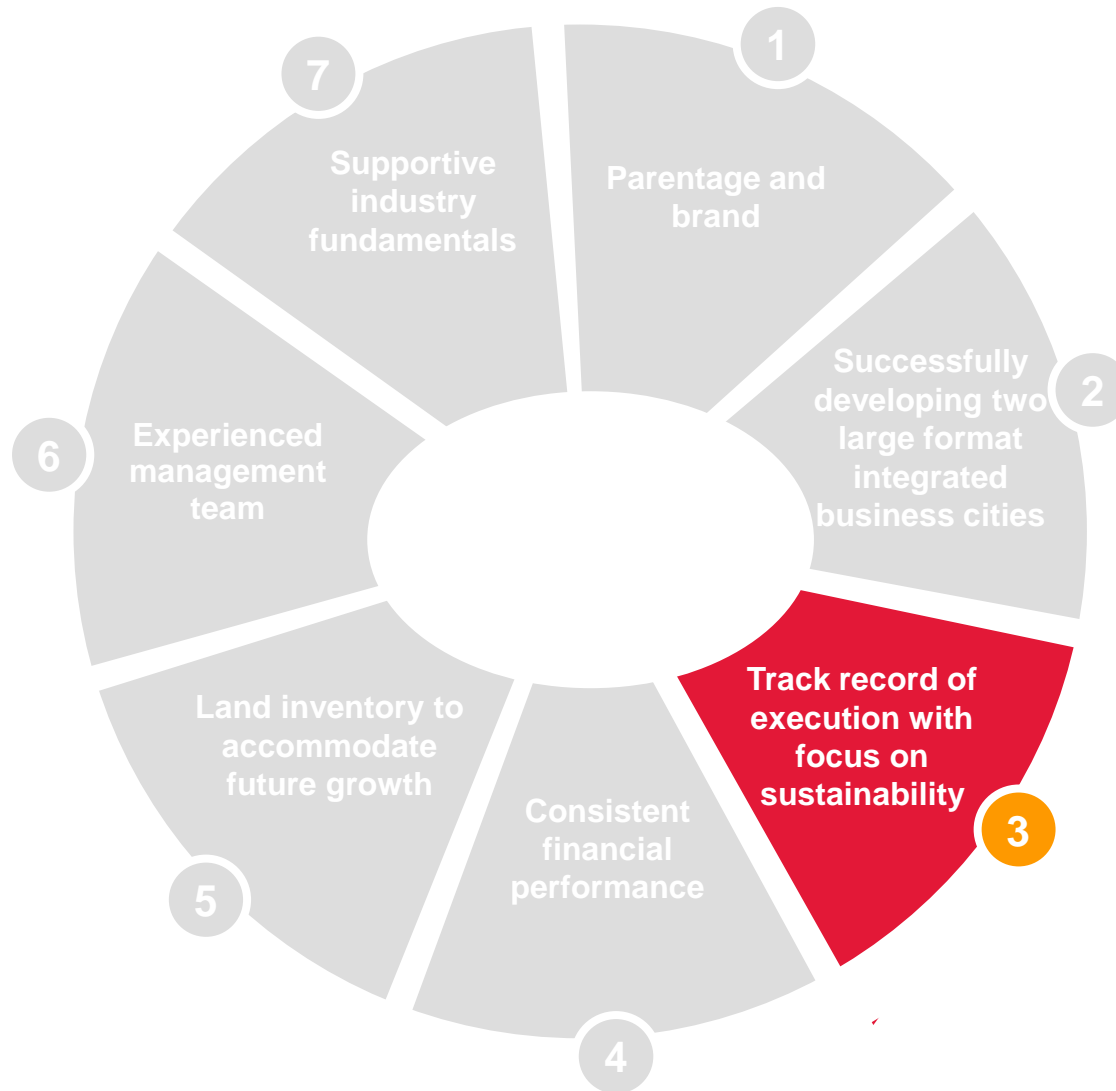 1
Parentage and
brand
2
Successfully
developing two
large format
integrated
business cities
3
Track record of
execution with
focus on
sustainability
4
Consistent
financial
performance
5
Land inventory to
accommodate
future growth
6
Experienced
management
team
7
Supportive
industry
fundamentals